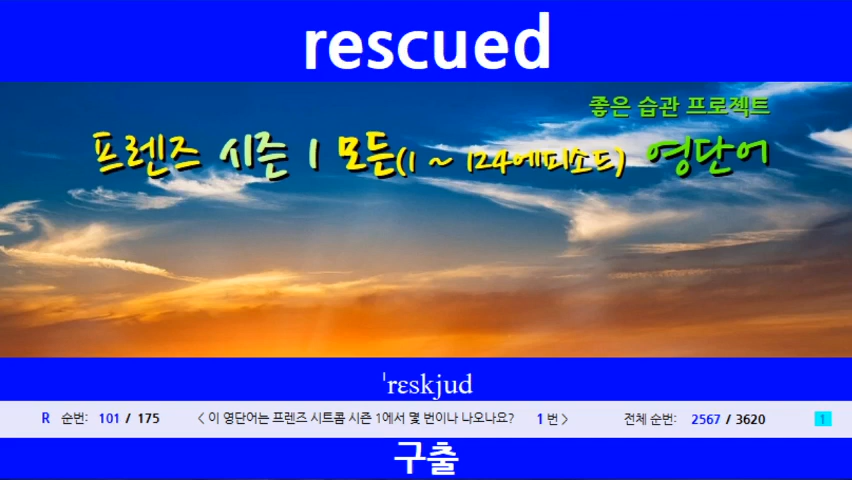 rescued
좋은 습관 프로젝트
프렌즈 시즌 1 모든(1 ~ 124에피소드) 영단어
ˈrɛskjud
R 순번: 101 / 175 < 이 영단어는 프렌즈 시트콤 시즌 1에서 몇 번이나 나오나요? 1 번 > 전체 순번: 2567 / 3620 1
구출